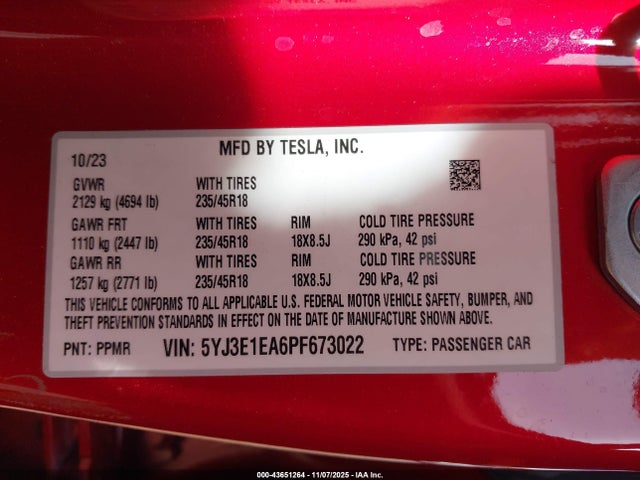 TESLA, INC.
10/23 MFD BY TESLA, INC.
GVWR WITH TIRES
2129 kg (4694 lb) 235/45R18
GAWR FRT WITH TIRES RIM COLD TIRE PRESSURE
1110 kg (2447 lb) 235/45R18 18X8.5J 290 kPa, 42 psi
GAWR RR WITH TIRES RIM COLD TIRE PRESSURE
1257 kg (2771 lb) 235/45R18 18X8.5J 290 kPa, 42 psi
THIS VEHICLE CONFORMS TO ALL APPLICABLE U.S. FEDERAL MOTOR VEHICLE SAFETY, BUMPER, AND
THEFT PREVENTION STANDARDS IN EFFECT ON THE DATE OF MANUFACTURE SHOWN ABOVE.
PNT: PPMR VIN: 5YJ3E1EA6PF673022 TYPE: PASSENGER CAR
000-43651264 - 11/07/2025 - IAA Inc.